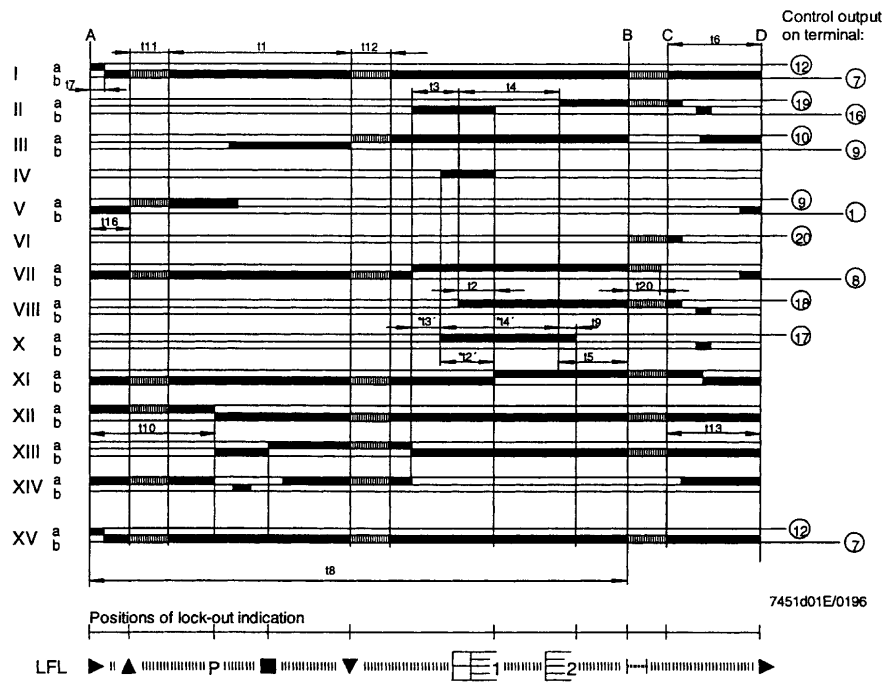 Control output
on terminal:
A t11 t1 t12 B C t6 D
I a b t7 12 7
II a b t3 t4 19 16
III a b 10 9
IV
V a b t16 9 1
VI 20
VII a b t2 t20 8
VIII a b 18
X a b "t3' "t4' t9 17
"t2' t5
XI a b
XII a b t10 t13
XIII a b
XIV a b
XV a b 12 7
t8
7451d01E/0196
Positions of lock-out indication
LFL P 1 2